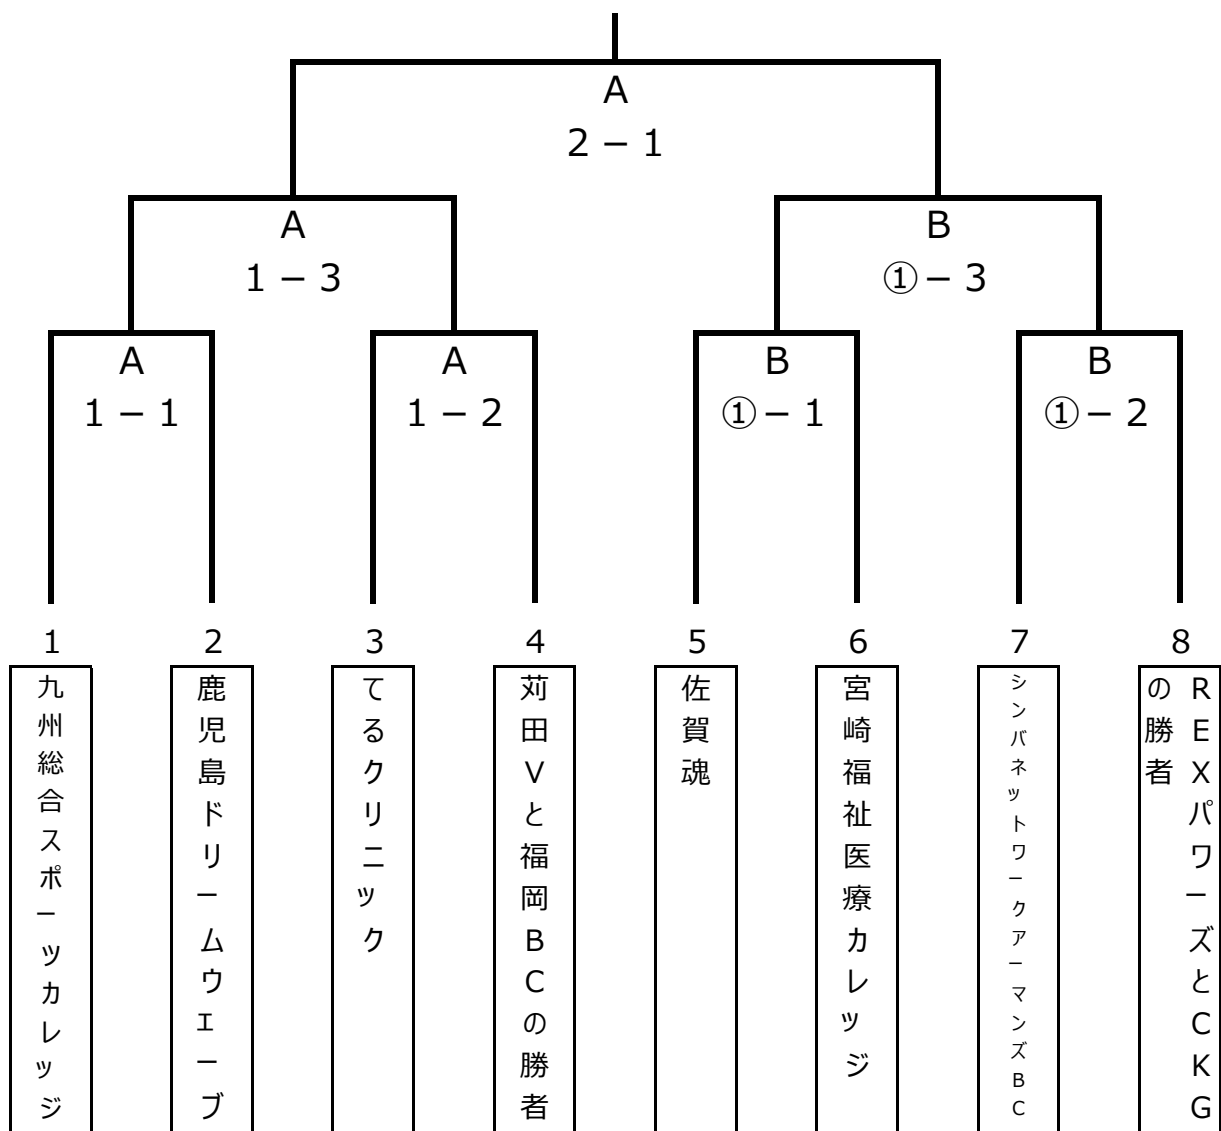 A
2－1
A
1－3
B
①－3
A
1－1
A
1－2
B
①－1
B
①－2
1
2
3
4
5
6
7
8
九州総合スポーツカレッジ
鹿児島ドリームウエーブ
てるクリニック
苅田Vと福岡BCの勝者
佐賀魂
宮崎福祉医療カレッジ
シンバネットワークアーマンズBC
REXパワーズとCKG
の勝者